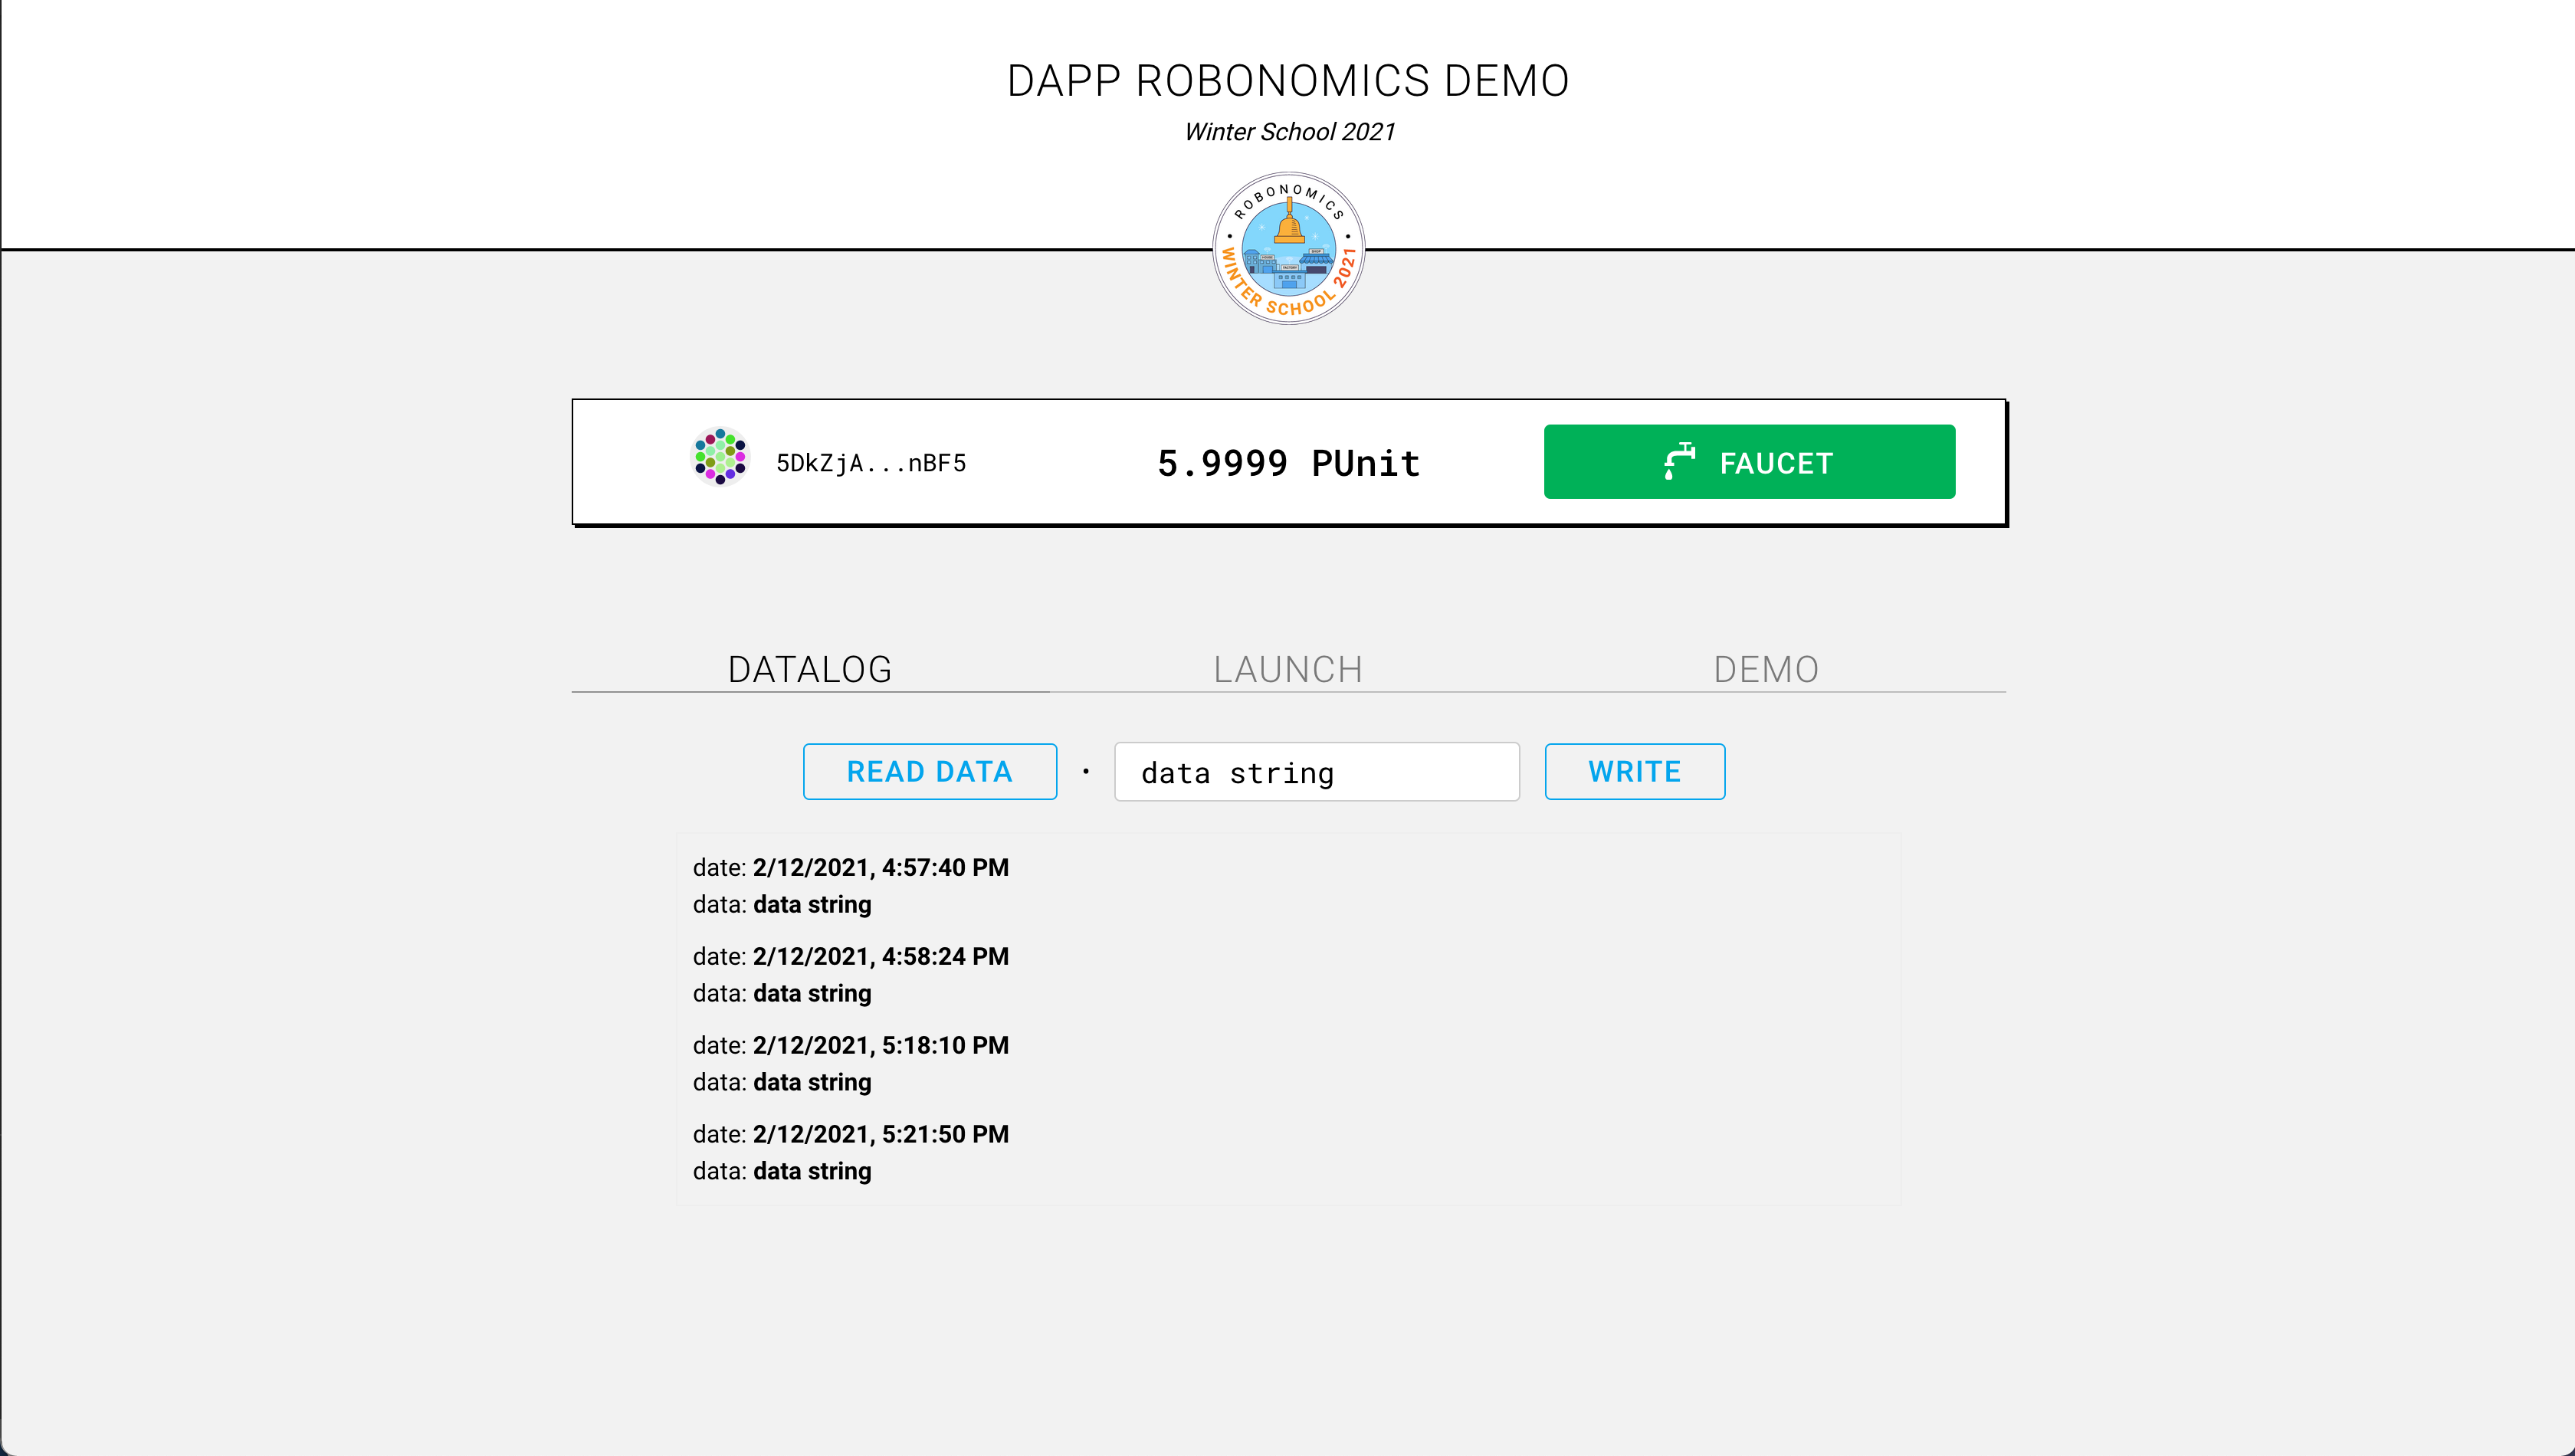 DAPP ROBONOMICS DEMO
Winter School 2021
ROBONOMICS
WINTER SCHOOL 2021
5DkZjA...nBF5
5.9999 PUnit
FAUCET
DATALOG
LAUNCH
DEMO
READ DATA
data string
WRITE
date: 2/12/2021, 4:57:40 PM
data: data string
date: 2/12/2021, 4:58:24 PM
data: data string
date: 2/12/2021, 5:18:10 PM
data: data string
date: 2/12/2021, 5:21:50 PM
data: data string